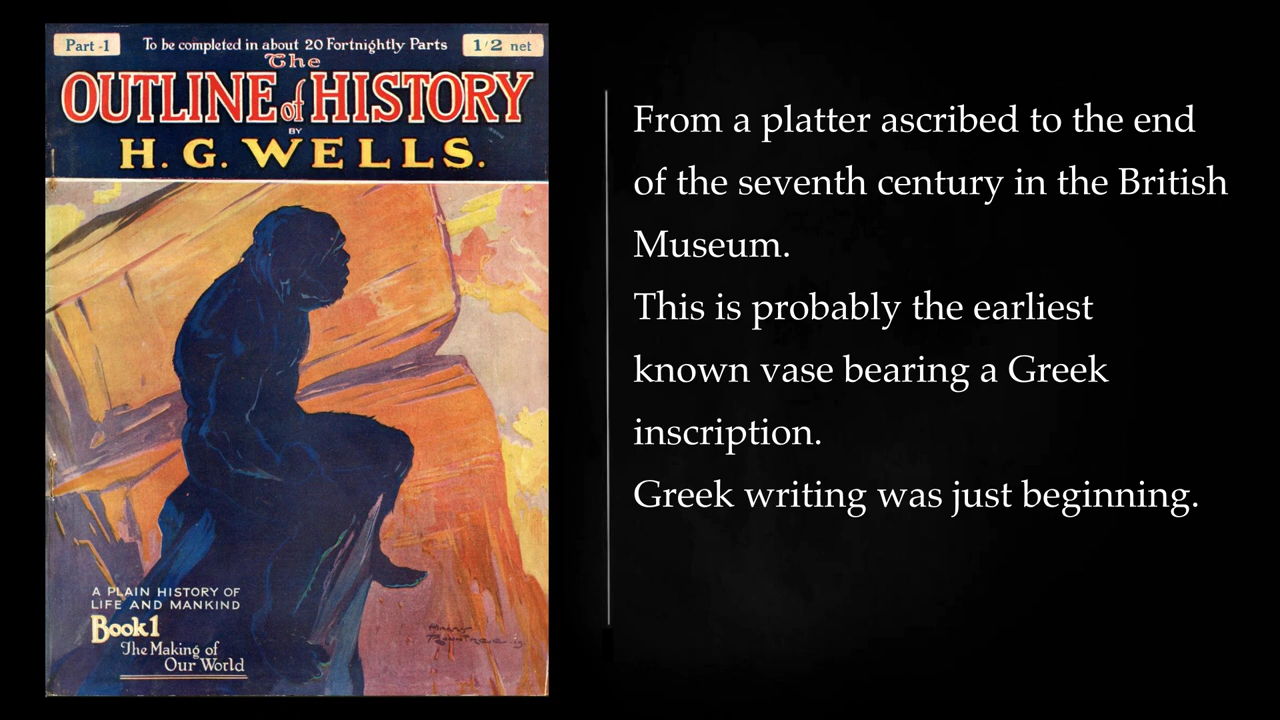 Part -1
To be completed in about 20 Fortnightly Parts
1/2 net
The
OUTLINE of HISTORY
BY
H. G. WELLS.
A PLAIN HISTORY OF
LIFE AND MANKIND
Book 1
The Making of
Our World
From a platter ascribed to the end
of the seventh century in the British
Museum.
This is probably the earliest
known vase bearing a Greek
inscription.
Greek writing was just beginning.